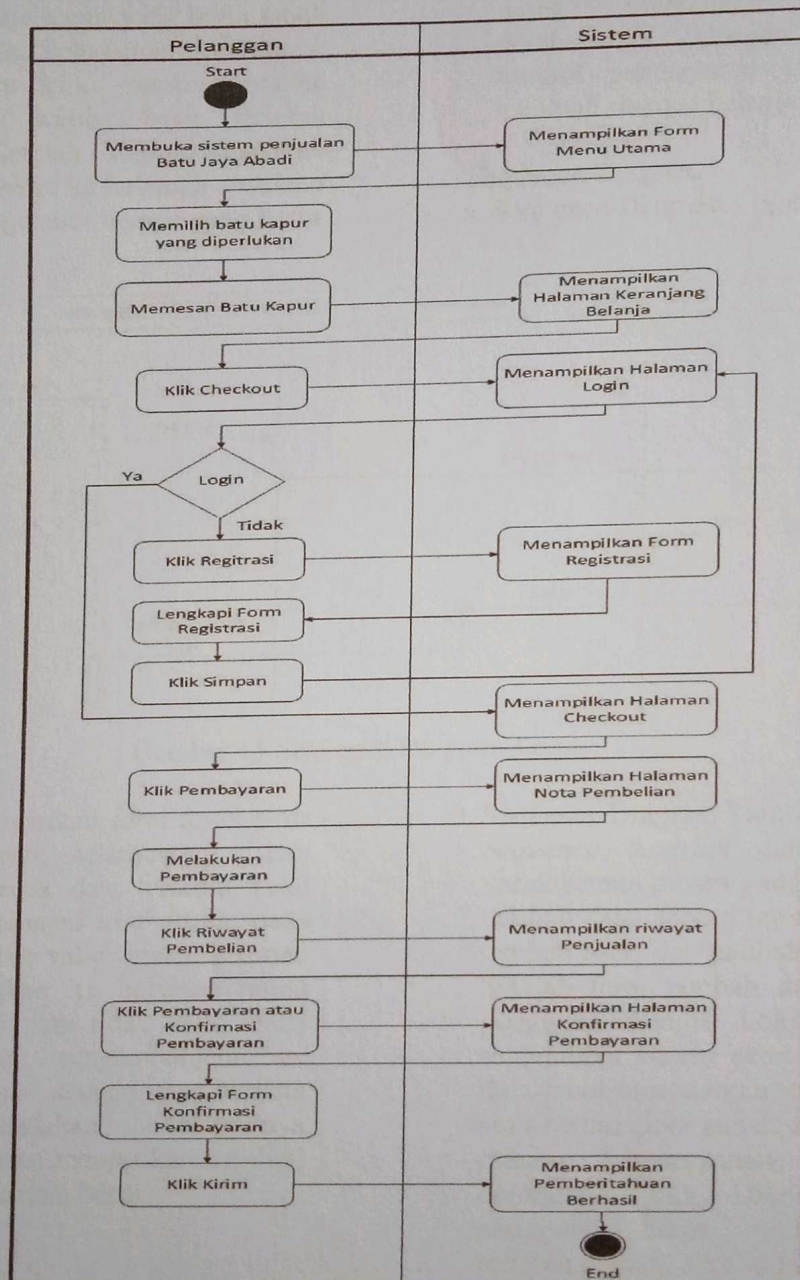 Pelanggan
Sistem
Start
Membuka sistem penjualan
Batu Jaya Abadi
Menampilkan Form
Menu Utama
Memilih batu kapur
yang diperlukan
Memesan Batu Kapur
Menampilkan
Halaman Keranjang
Belanja
Klik Checkout
Menampilkan Halaman
Login
Login
Ya
Tidak
Klik Regitrasi
Menampilkan Form
Registrasi
Lengkapi Form
Registrasi
Klik Simpan
Menampilkan Halaman
Checkout
Klik Pembayaran
Menampilkan Halaman
Nota Pembelian
Melakukan
Pembayaran
Klik Riwayat
Pembelian
Menampilkan riwayat
Penjualan
Klik Pembayaran atau
Konfirmasi
Pembayaran
Menampilkan Halaman
Konfirmasi
Pembayaran
Lengkapi Form
Konfirmasi
Pembayaran
Klik Kirim
Menampilkan
Pemberitahuan
Berhasil
End